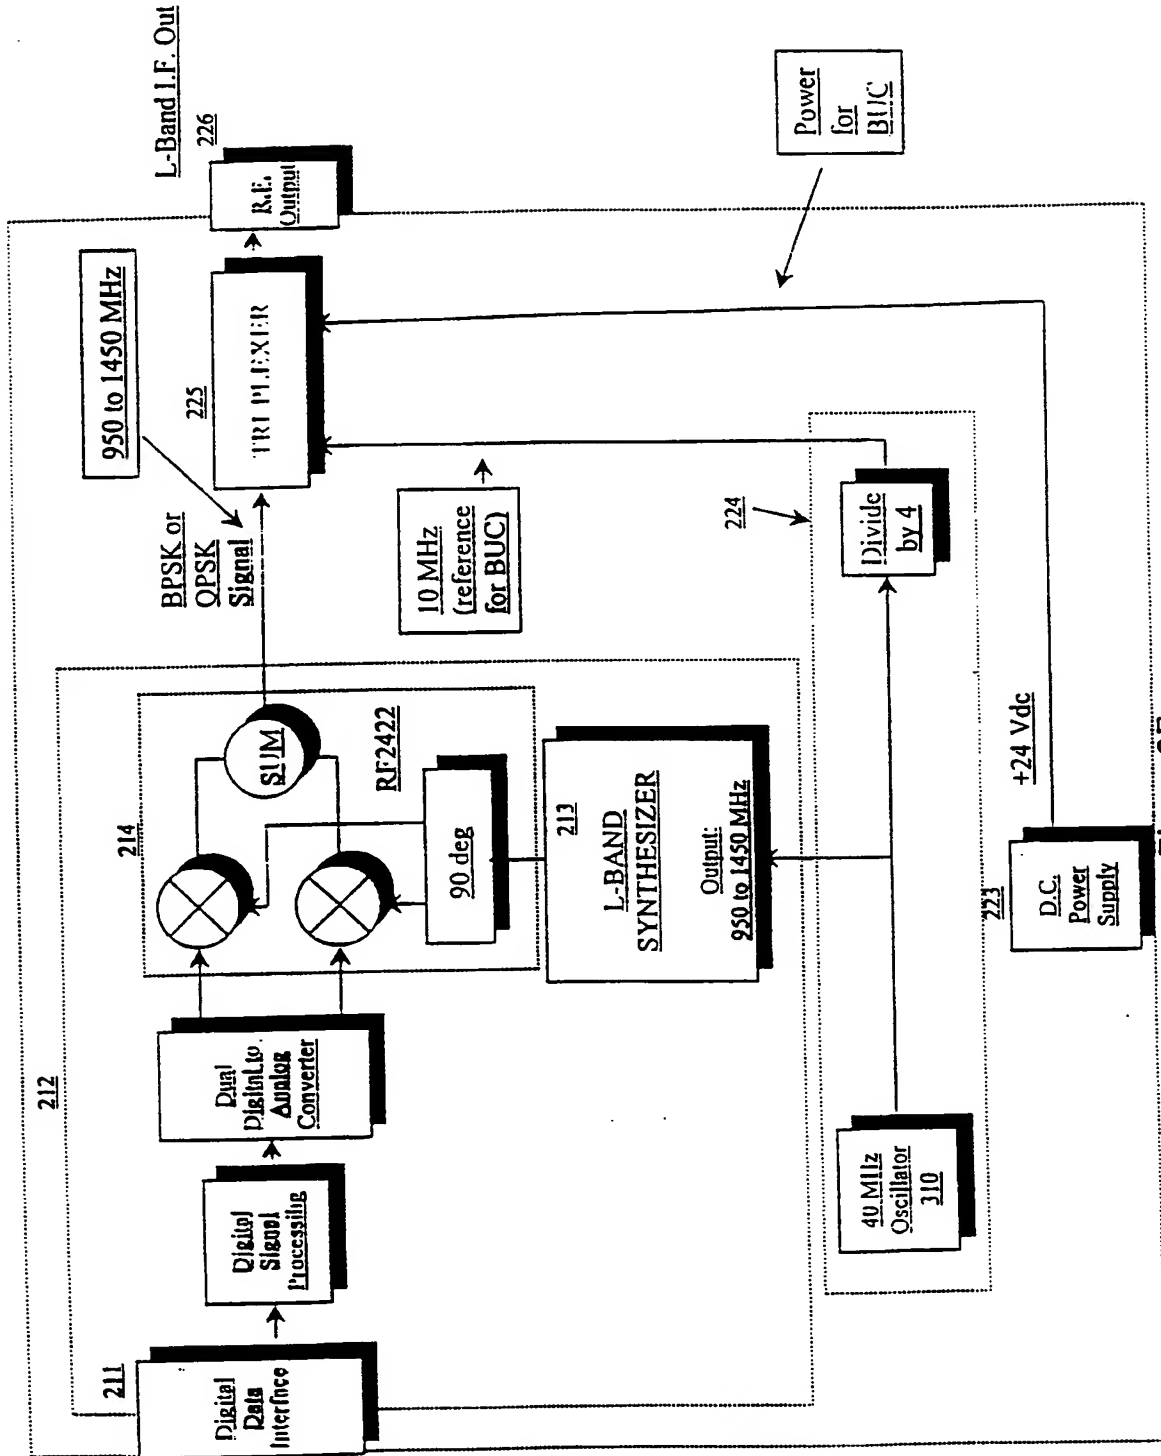 L-Band I.F. Out
226
R.F.
Output
950 to 1450 MHz
225
TRI PLEXER
BPSK or
QPSK
Signal
10 MHz
(reference
for BUC)
Power
for
BUC
224
Divide
by 4
214
SUM
RF2422
90 deg
213
L-BAND
SYNTHESIZER
Output:
950 to 1450 MHz
+24 Vdc
223
D.C.
Power
Supply
212
Dual
Digital to
Analog
Converter
Digital
Signal
Processing
40 MHz
Oscillator
310
211
Digital
Data
Interface